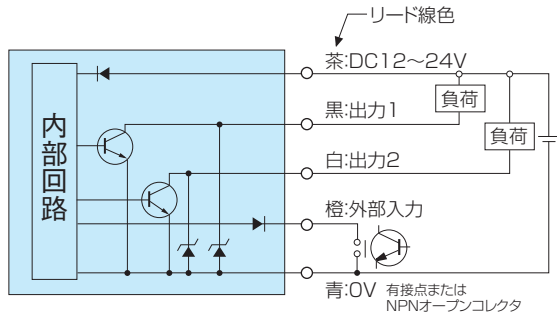 リード線色
茶:DC12～24V
負荷
黒:出力1
内部回路
負荷
白:出力2
橙:外部入力
青:0V
有接点または
NPNオープンコレクタ